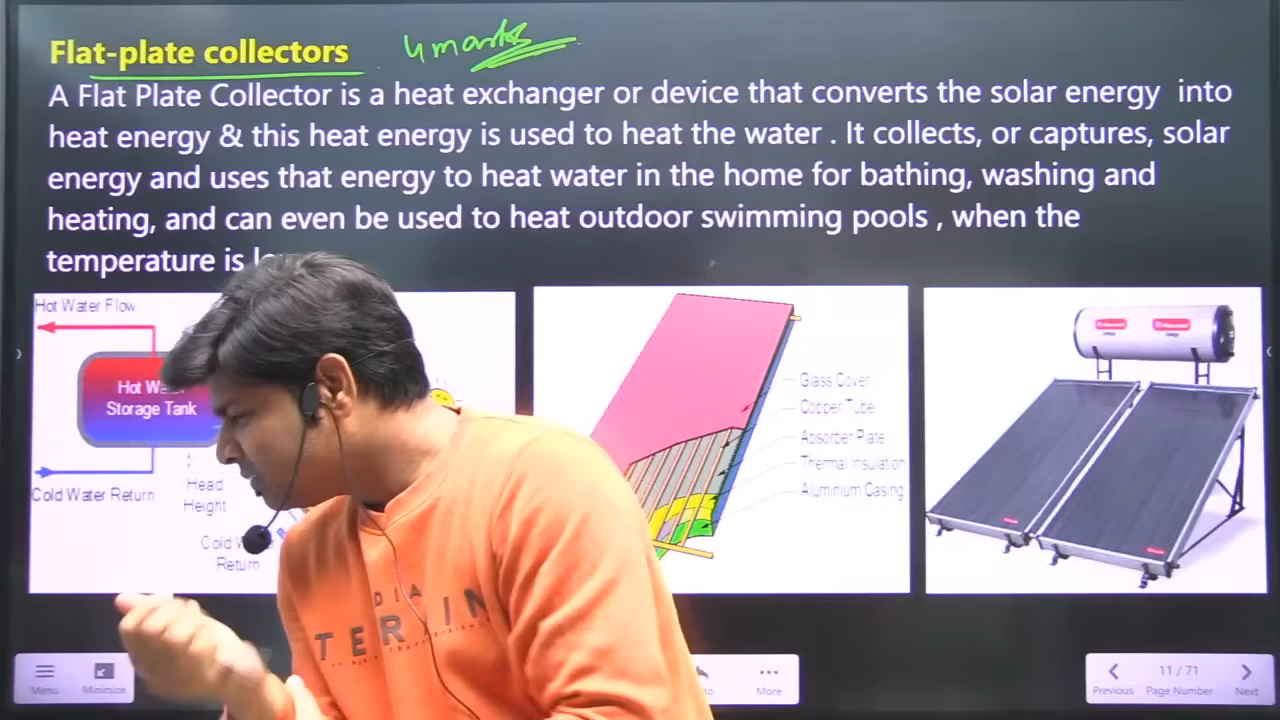 Flat-plate collectors 4 marks
A Flat Plate Collector is a heat exchanger or device that converts the solar energy into
heat energy & this heat energy is used to heat the water . It collects, or captures, solar
energy and uses that energy to heat water in the home for bathing, washing and
heating, and can even be used to heat outdoor swimming pools , when the
temperature is
Hot Water Flow
Hot
Storage Tank
Cold Water Return
Head
Height
Cold
Return
Glass Cover
Copper Tube
Absorber Plate
Thermal Insulation
Aluminium Casing
DIA
TERAIN
Menu
Minimize
More
11 / 71
Previous Page Number Next